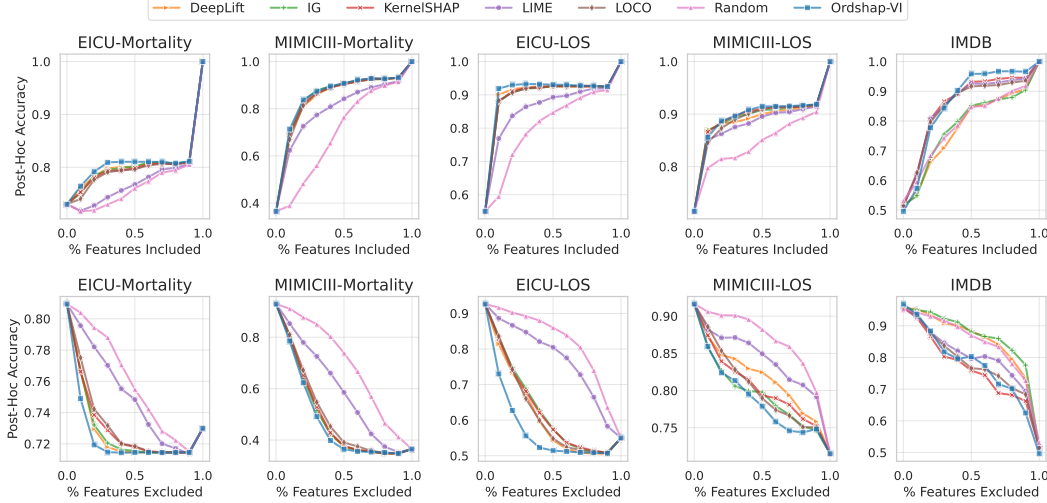 DeepLift IG KernelSHAP LIME LOCO Random Ordshap-VI
EICU-Mortality MIMICIII-Mortality EICU-LOS MIMICIII-LOS IMDB
Post-Hoc Accuracy
1.0 0.9 0.8
1.0 0.8 0.6 0.4
1.0 0.9 0.8 0.7 0.6
1.0 0.9 0.8
1.0 0.9 0.8 0.7 0.6 0.5
0.0 0.5 1.0 0.0 0.5 1.0 0.0 0.5 1.0 0.0 0.5 1.0 0.0 0.5 1.0
% Features Included % Features Included % Features Included % Features Included % Features Included
EICU-Mortality MIMICIII-Mortality EICU-LOS MIMICIII-LOS IMDB
Post-Hoc Accuracy
0.80 0.78 0.76 0.74 0.72
0.8 0.6 0.4
0.9 0.8 0.7 0.6 0.5
0.90 0.85 0.80 0.75
0.9 0.8 0.7 0.6 0.5
0.0 0.5 1.0 0.0 0.5 1.0 0.0 0.5 1.0 0.0 0.5 1.0 0.0 0.5 1.0
% Features Excluded % Features Excluded % Features Excluded % Features Excluded % Features Excluded